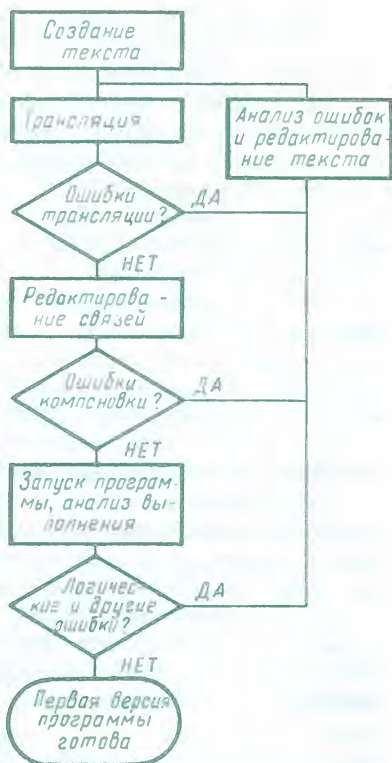 Создание
текста
Трансляция
Анализ ошибок
и редактирова-
ние текста
Ошибки
трансляции?
ДА
НЕТ
Редактирова-
ние связей
Ошибки
компоновки?
ДА
НЕТ
Запуск програм-
мы, анализ вы-
полнения
Логичес-
кие и другие
ошибки?
ДА
НЕТ
Первая версия
программы
готова